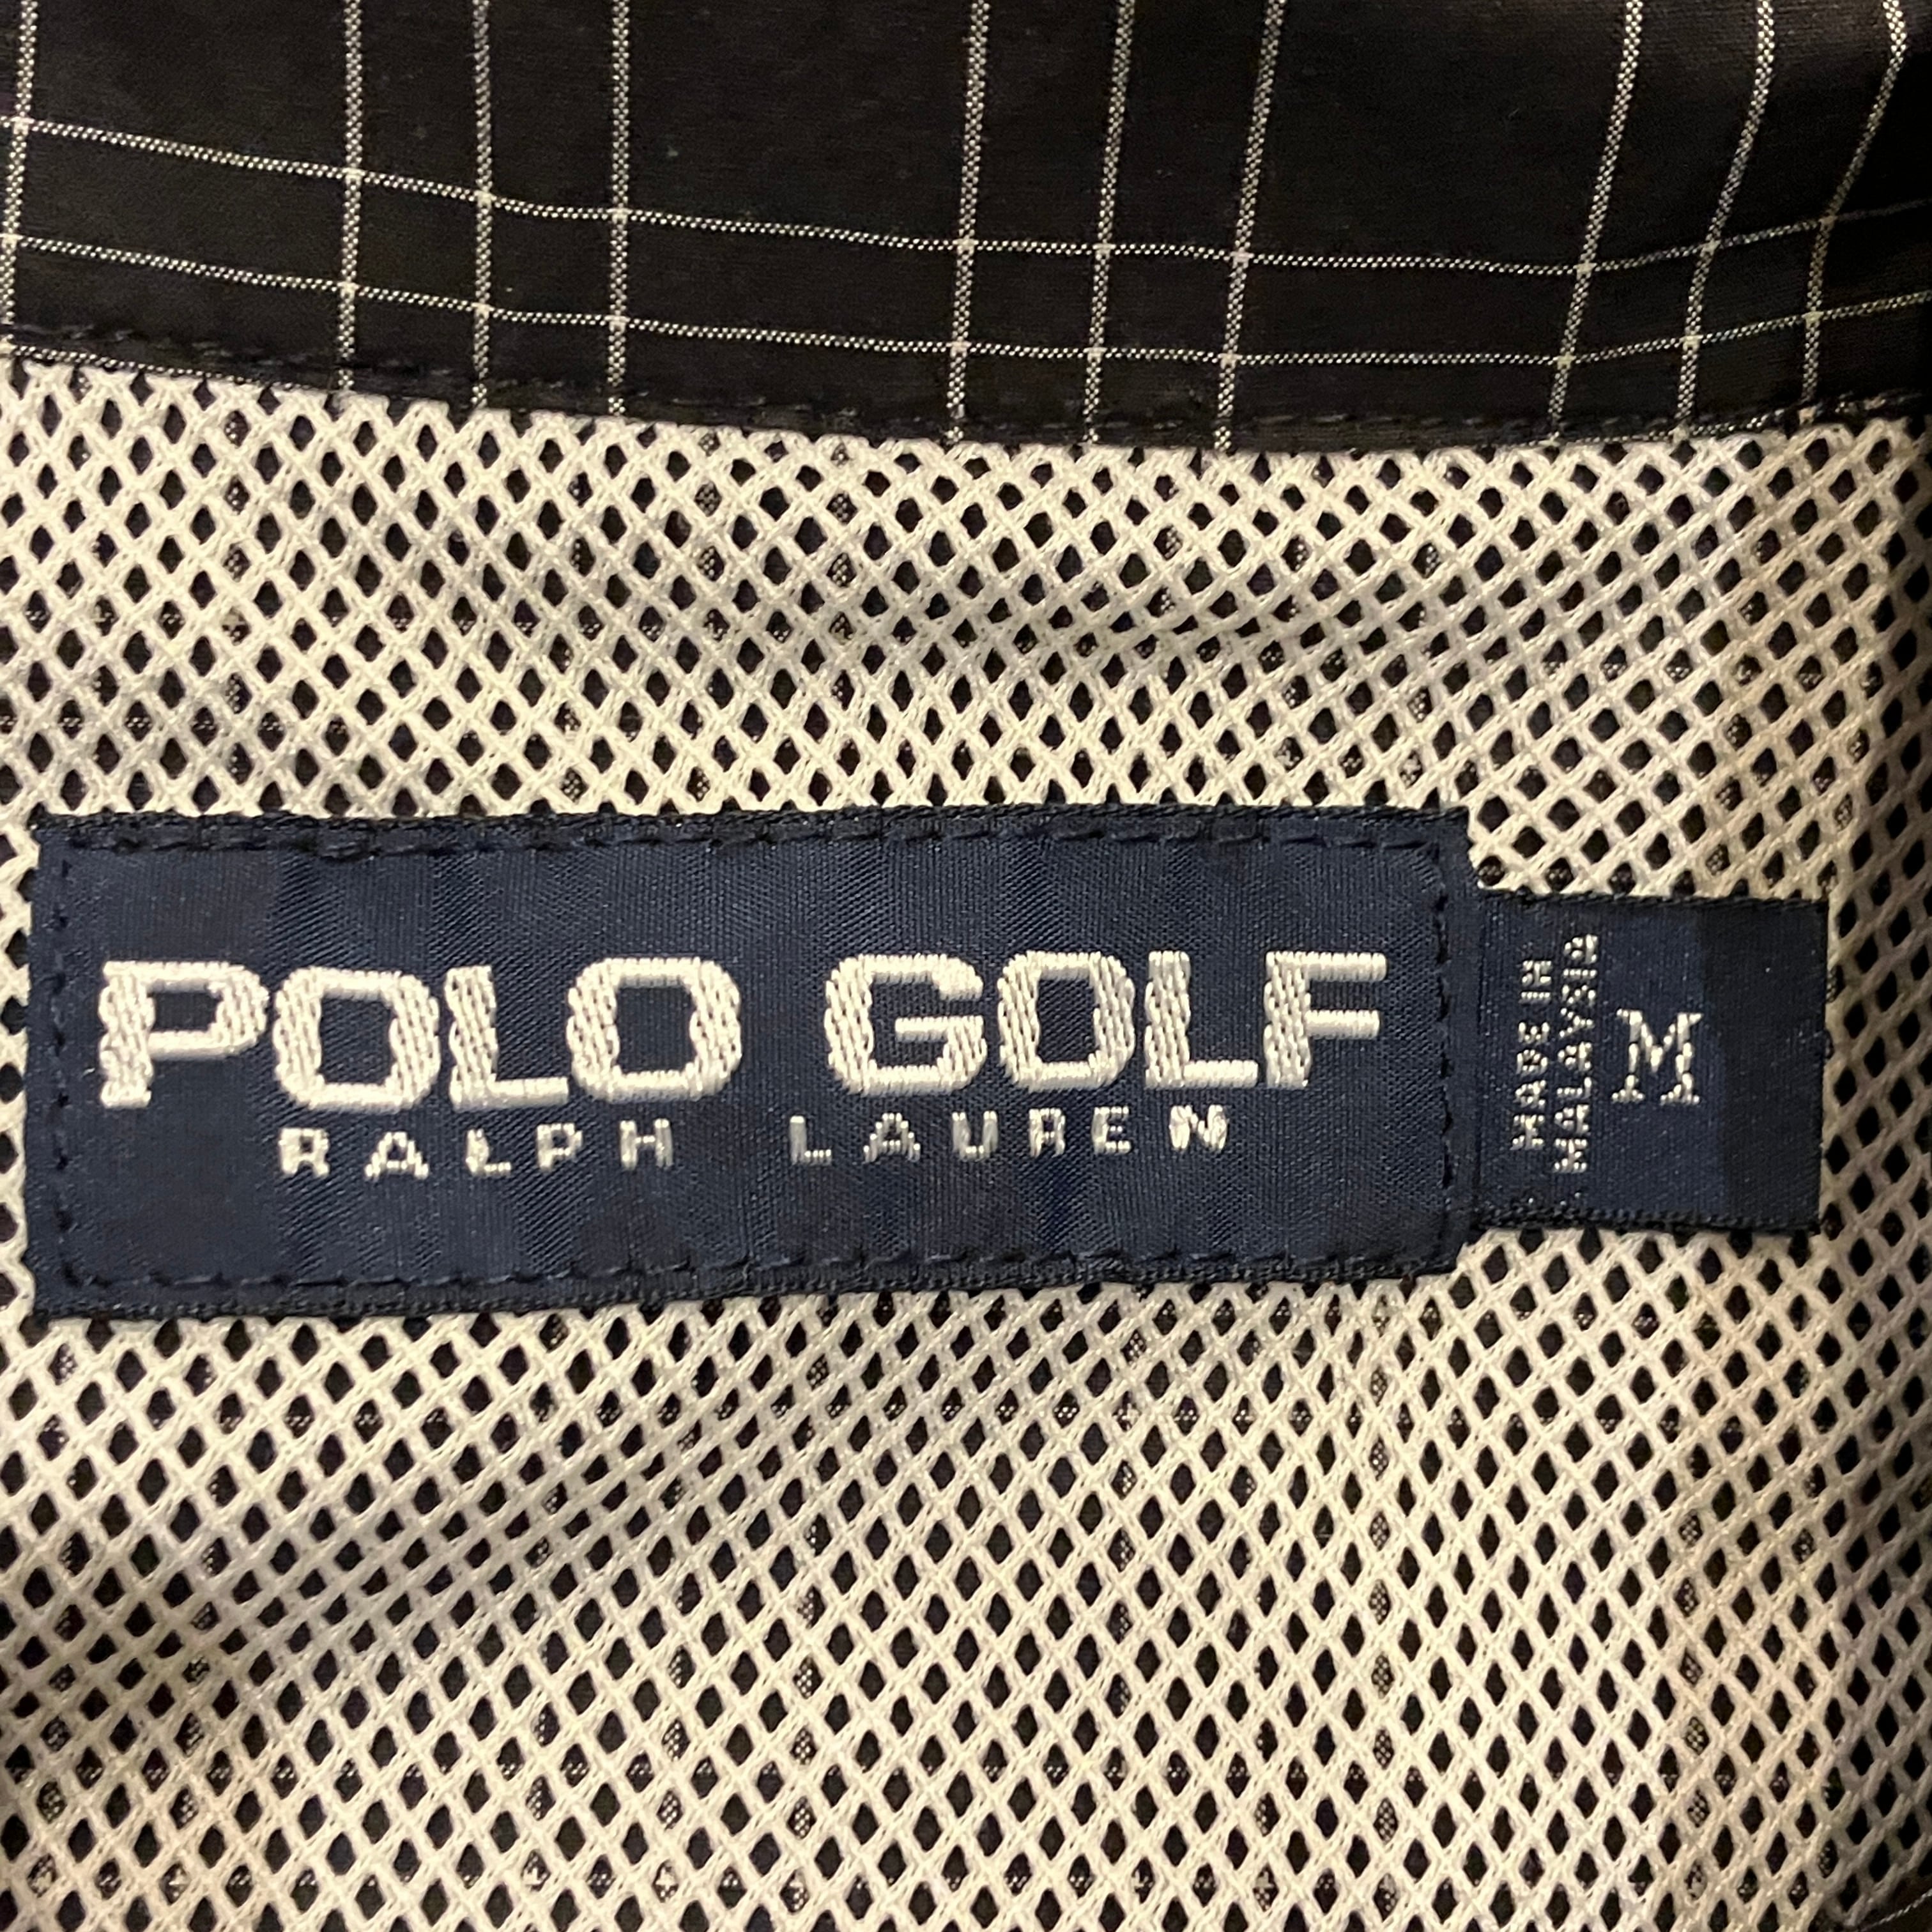 POLO GOLF
RALPH LAUREN
MADE IN
MALAYSIA
M